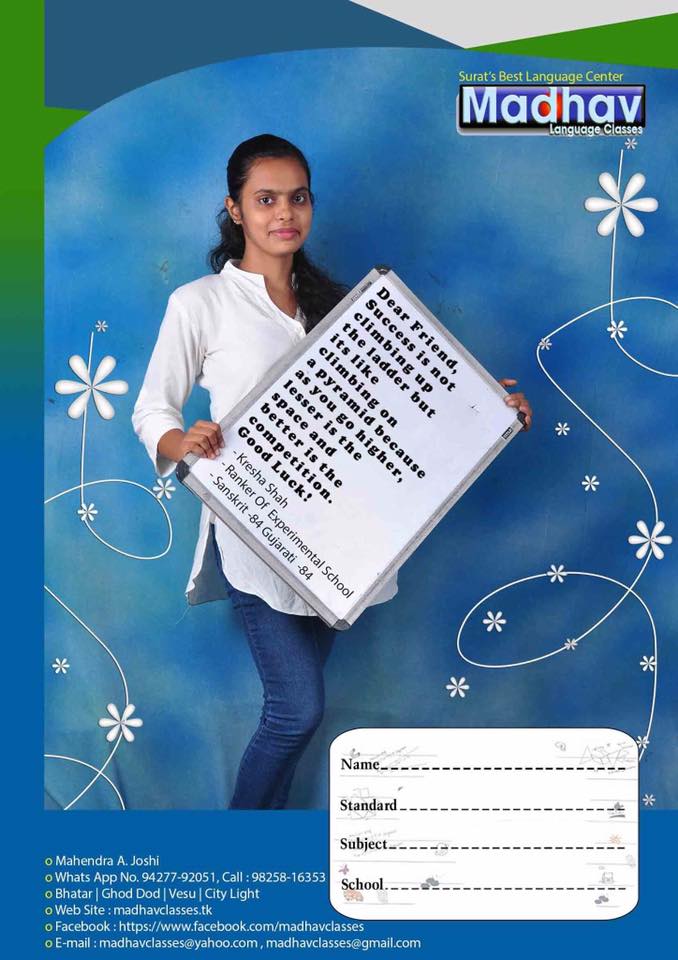 Surat's Best Language Center
Madhav
Language Classes
Dear Friend,
Success is not
climbing up
the ladder but
its like
climbing on
a pyramid because
as you go higher,
lesser is the
space and
better is the
competition.
Good Luck!
- Kresha Shah
- Ranker Of Experimental School
- Sanskrit -84 Gujarati -84
Name
Standard
Subject
School
o Mahendra A. Joshi
o Whats App No. 94277-92051, Call : 98258-16353
o Bhatar | Ghod Dod | Vesu | City Light
o Web Site : madhavclasses.tk
o Facebook : https://www.facebook.com/madhavclasses
o E-mail : madhavclasses@yahoo.com , madhavclasses@gmail.com